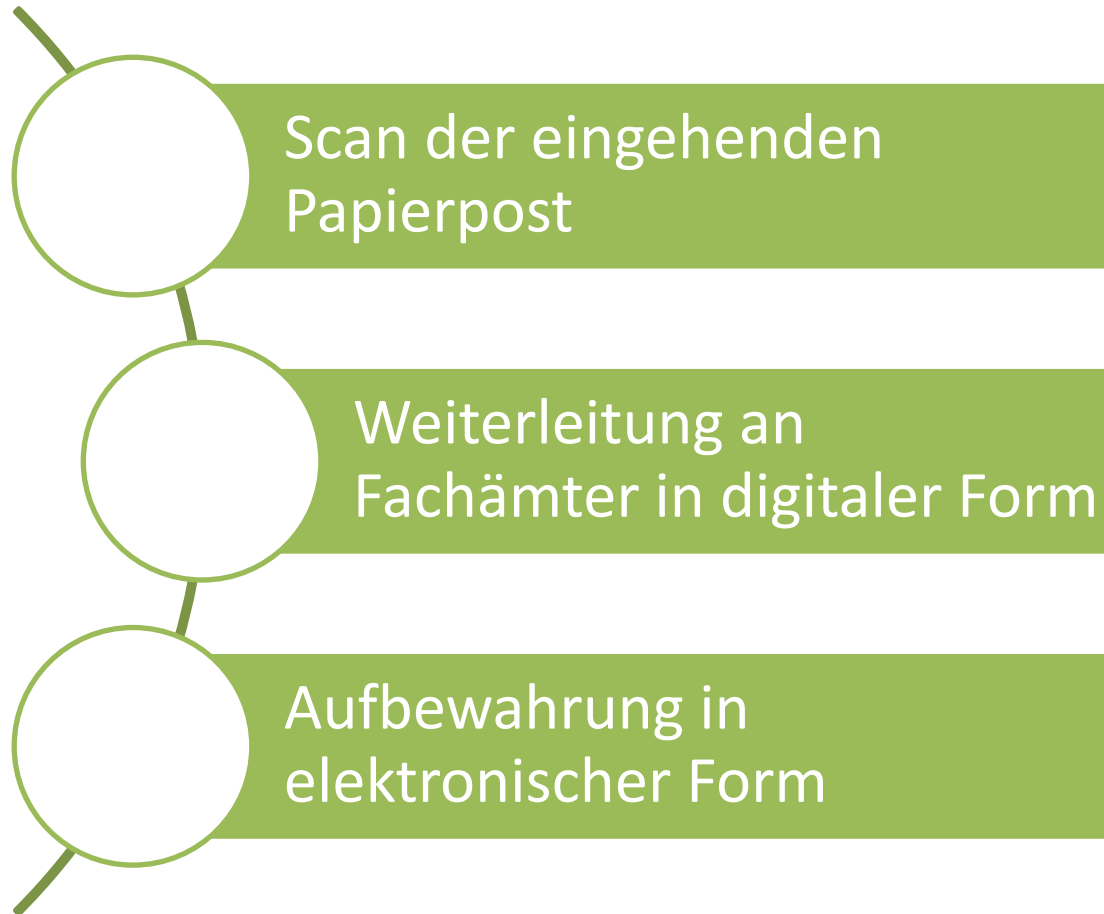 Scan der eingehenden
Papierpost
Weiterleitung an
Fachämter in digitaler Form
Aufbewahrung in
elektronischer Form